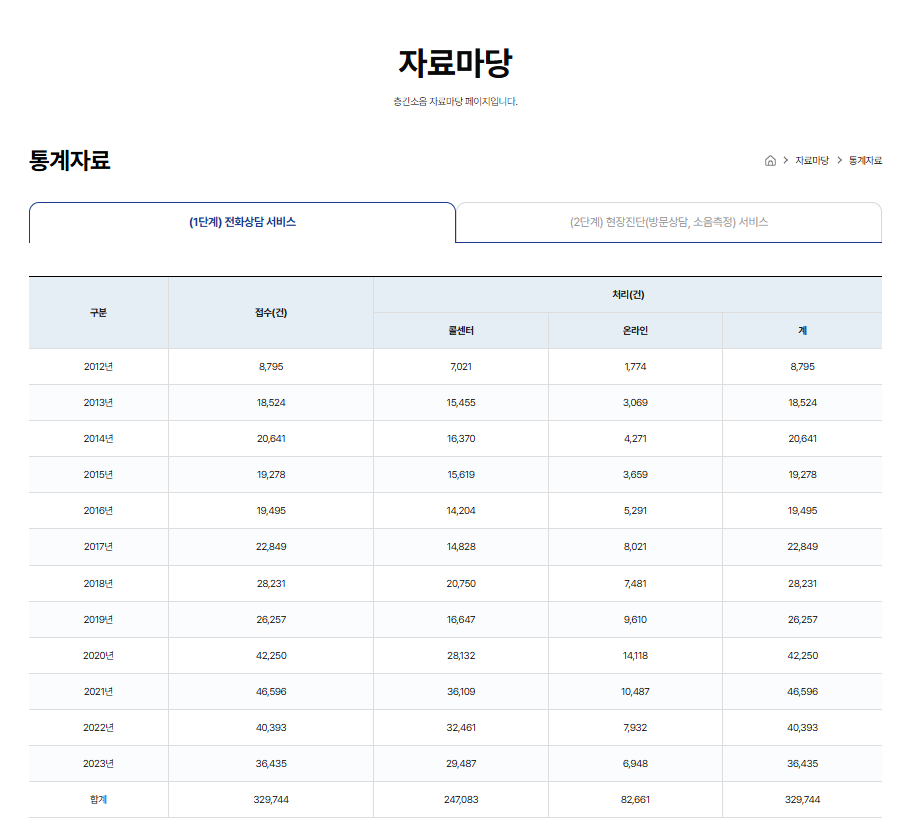 자료마당
층간소음 자료마당 페이지입니다.
통계자료
자료마당 > 통계자료
(1단계) 전화상담 서비스 (2단계) 현장진단(방문상담, 소음측정) 서비스
구분 접수(건) 처리(건)
콜센터 온라인 계
2012년 8,795 7,021 1,774 8,795
2013년 18,524 15,455 3,069 18,524
2014년 20,641 16,370 4,271 20,641
2015년 19,278 15,619 3,659 19,278
2016년 19,495 14,204 5,291 19,495
2017년 22,849 14,828 8,021 22,849
2018년 28,231 20,750 7,481 28,231
2019년 26,257 16,647 9,610 26,257
2020년 42,250 28,132 14,118 42,250
2021년 46,596 36,109 10,487 46,596
2022년 40,393 32,461 7,932 40,393
2023년 36,435 29,487 6,948 36,435
합계 329,744 247,083 82,661 329,744